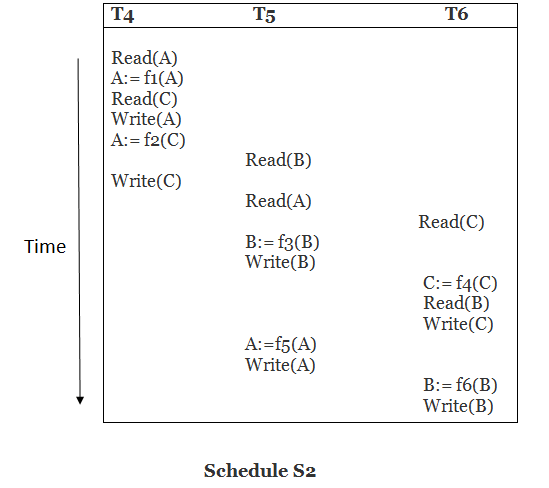 T4 T5 T6
Read(A)
A:= f1(A)
Read(C)
Write(A)
A:= f2(C)
Read(B)
Write(C)
Read(A)
Read(C)
Time
B:= f3(B)
Write(B)
C:= f4(C)
Read(B)
Write(C)
A:=f5(A)
Write(A)
B:= f6(B)
Write(B)
Schedule S2